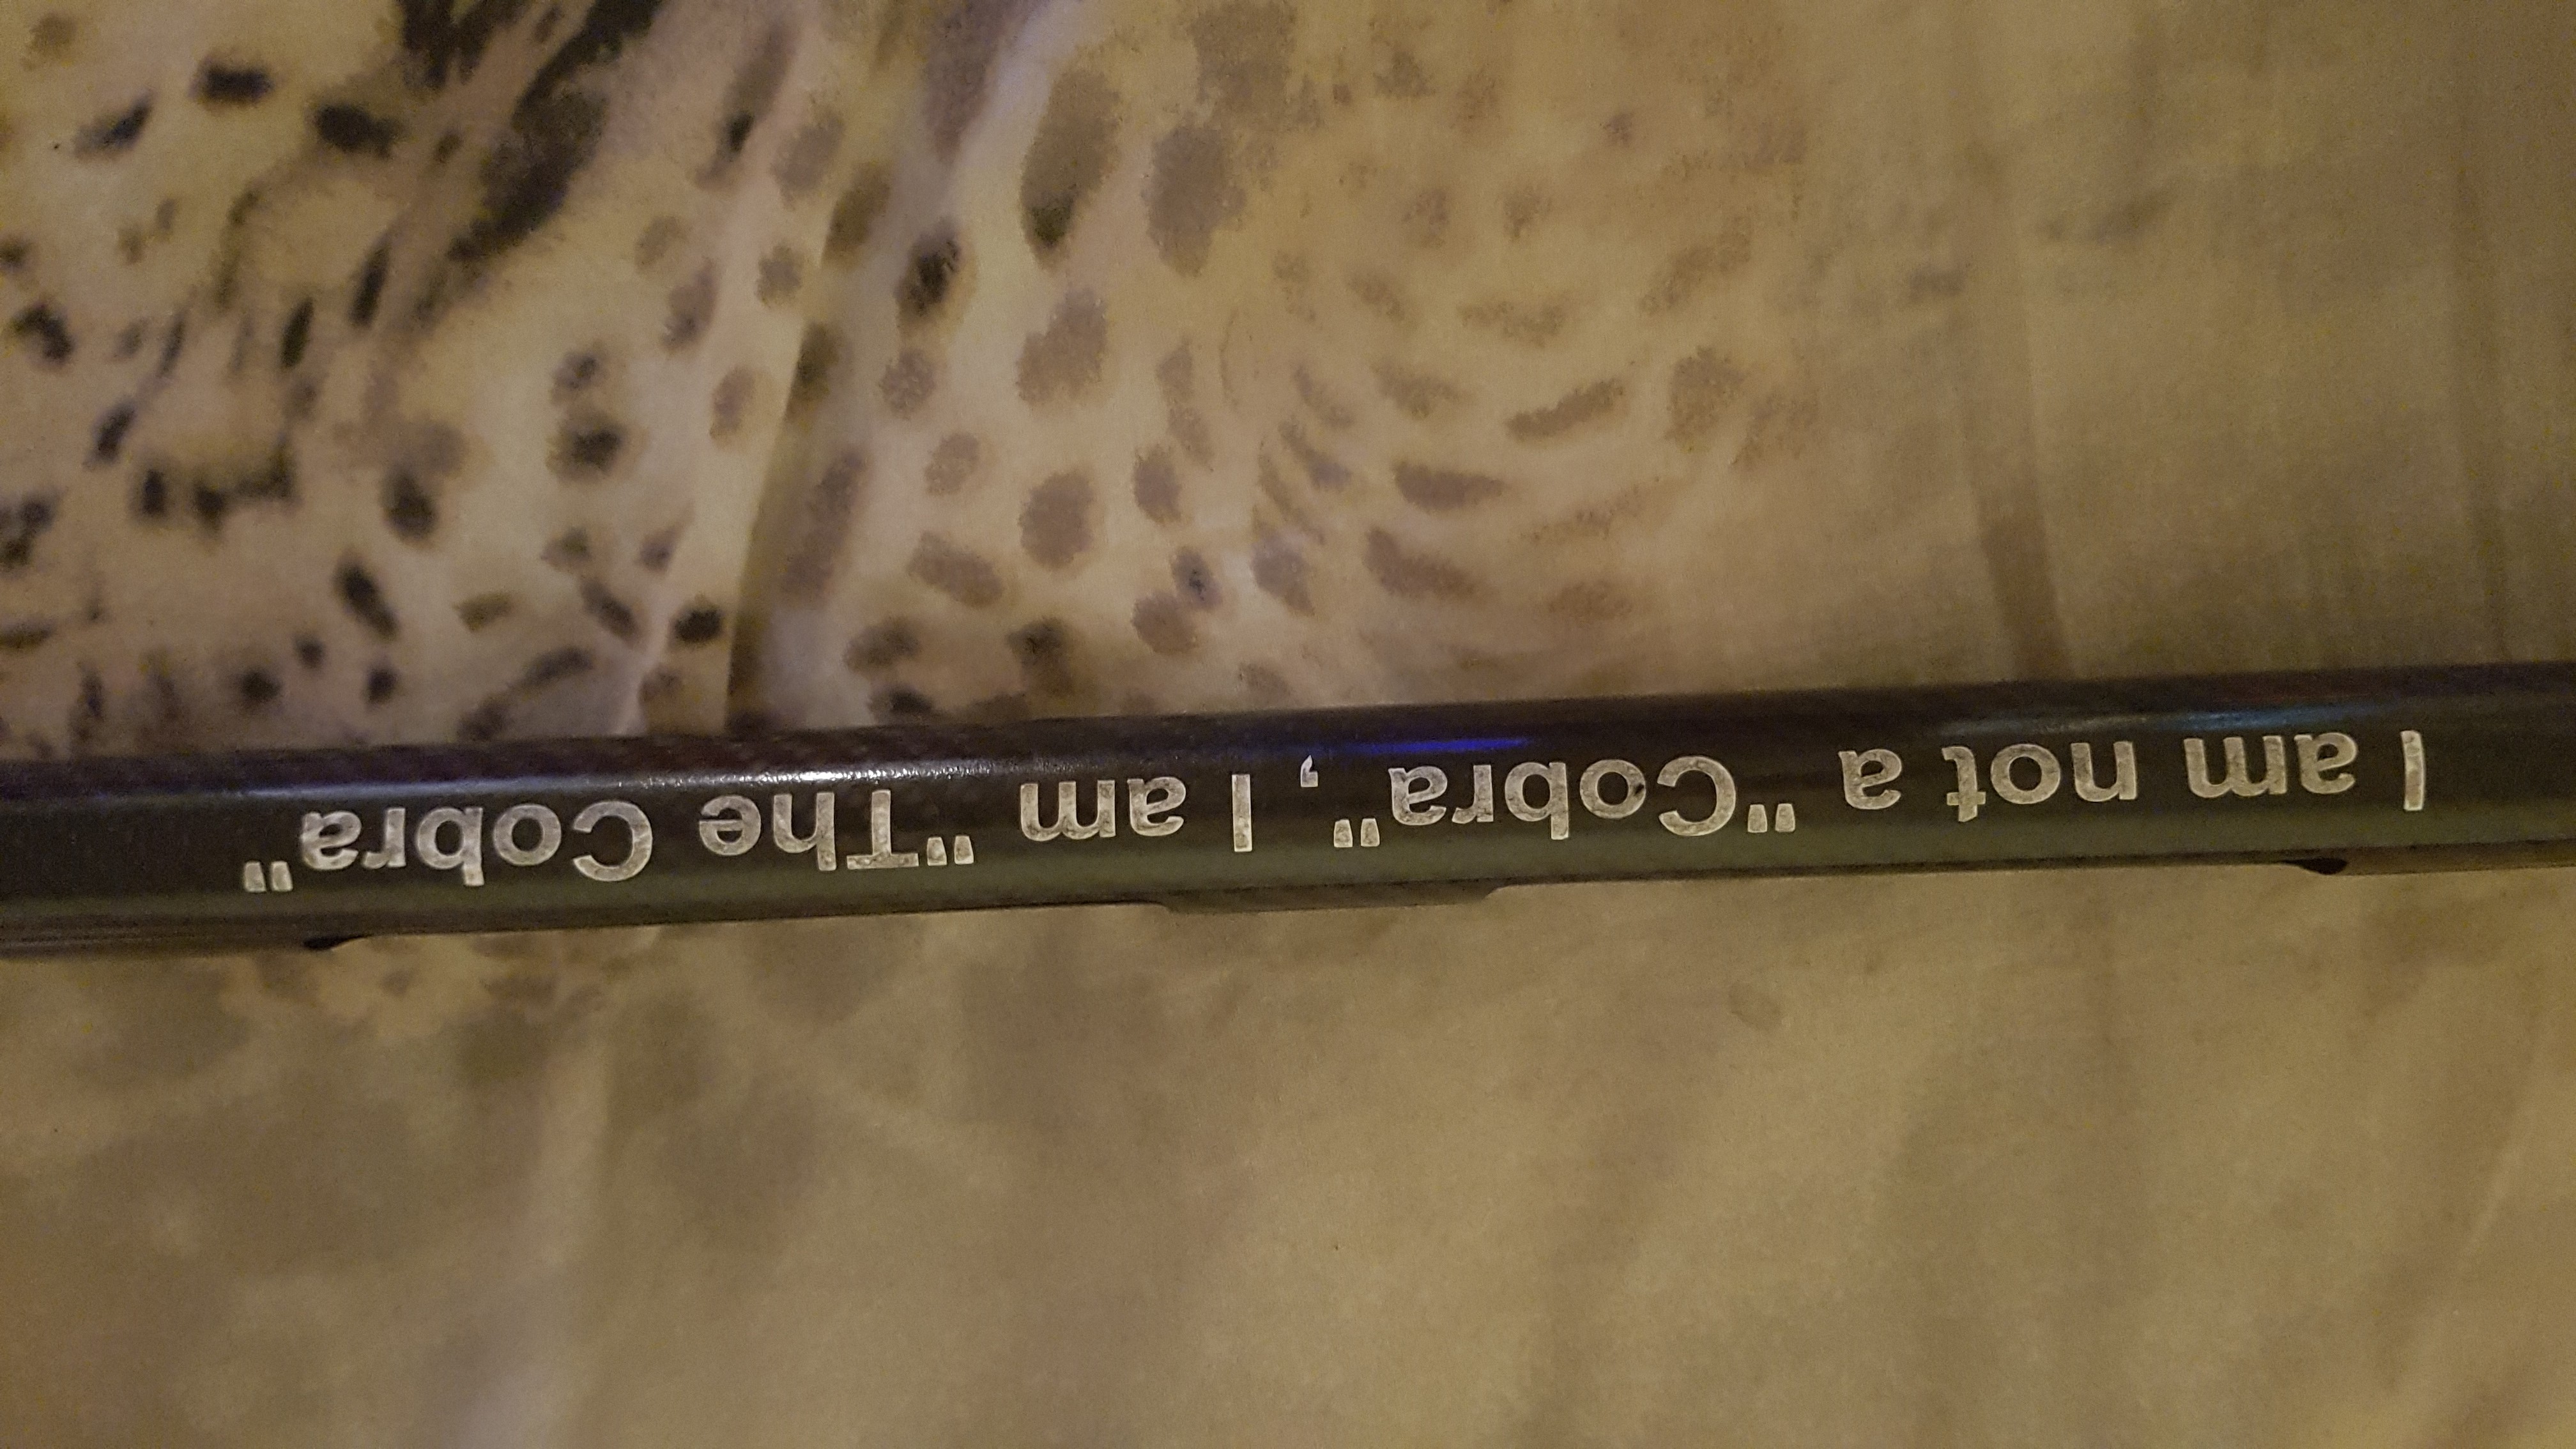 I am not a "Cobra", I am "The Cobra"